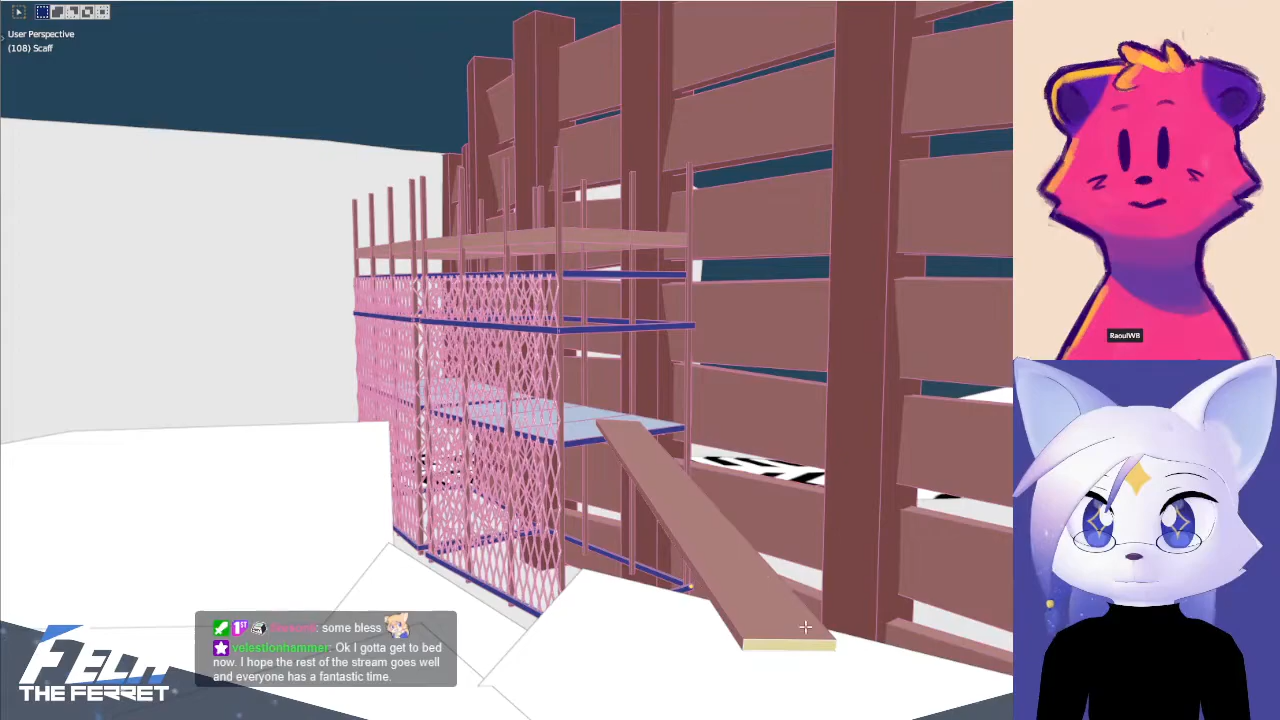 User Perspective
(108) Scaff
RaoulWB
: some bless
velestionhammer: Ok I gotta get to bed
now. I hope the rest of the stream goes well
and everyone has a fantastic time.
THE FERRET